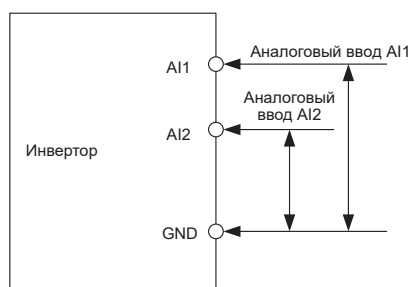 Аналоговый ввод AI1
AI1
Аналоговый
ввод AI2
AI2
Инвертор
GND